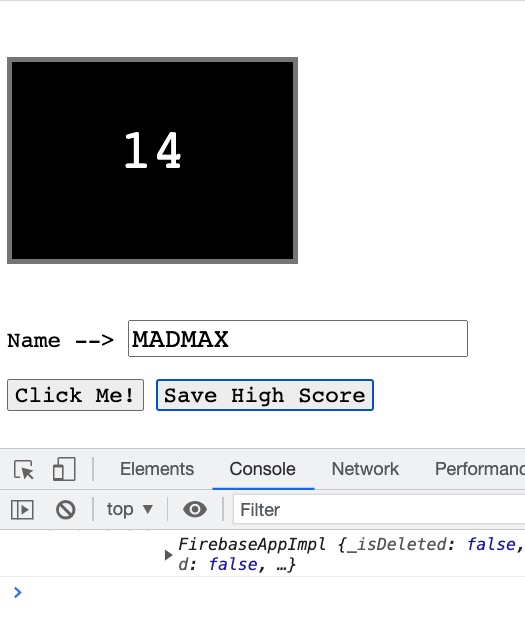 14
Name --> MADMAX
Click Me! Save High Score
Elements Console Network Performanc
top ▼ Filter
▶ FirebaseAppImpl {_isDeleted: false,
d: false, …}
>